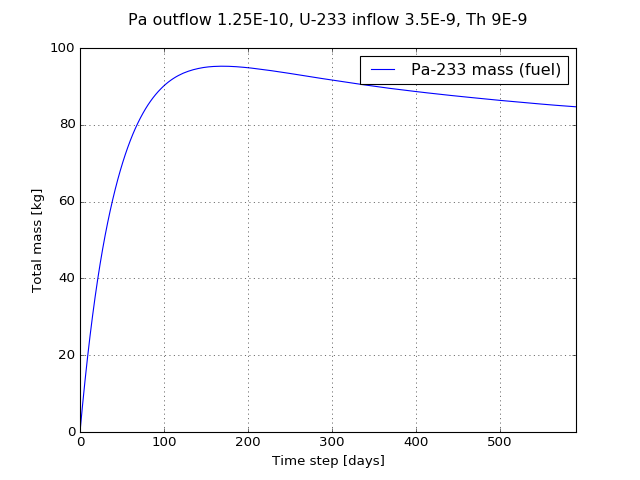 Pa outflow 1.25E-10, U-233 inflow 3.5E-9, Th 9E-9
Pa-233 mass (fuel)
Total mass [kg]
100
80
60
40
20
0
0 100 200 300 400 500
Time step [days]